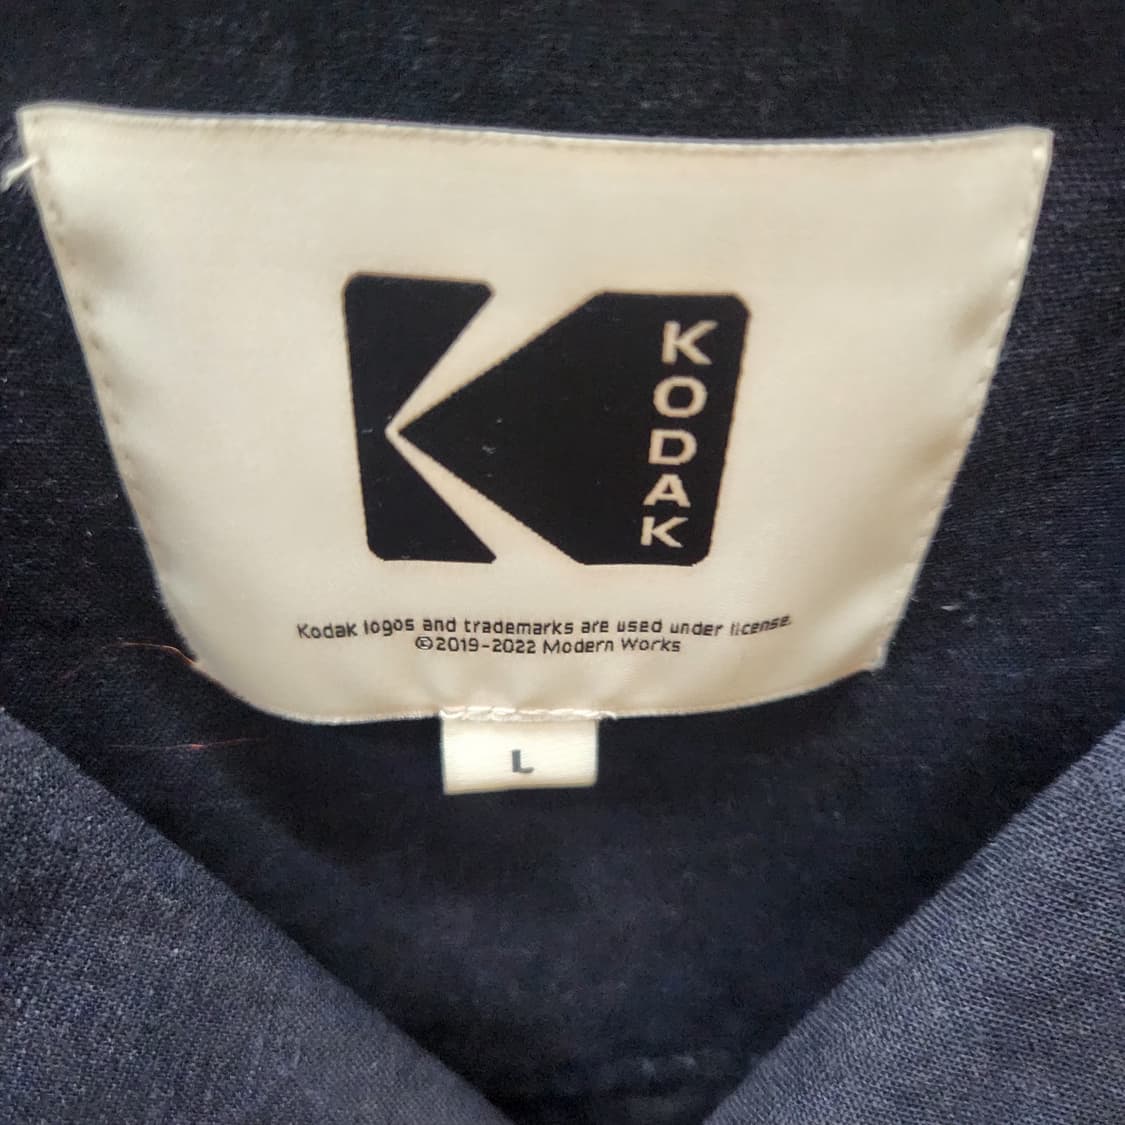 KODAK
Kodak logos and trademarks are used under license.
©2019-2022 Modern Works
L